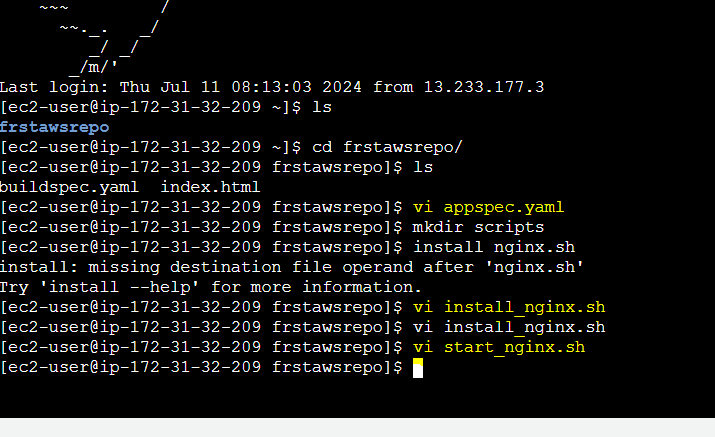 ~~~         /
~~._.   _/
_/ _/
_/m/'
Last login: Thu Jul 11 08:13:03 2024 from 13.233.177.3
[ec2-user@ip-172-31-32-209 ~]$ ls
frstawsrepo
[ec2-user@ip-172-31-32-209 ~]$ cd frstawsrepo/
[ec2-user@ip-172-31-32-209 frstawsrepo]$ ls
buildspec.yaml  index.html
[ec2-user@ip-172-31-32-209 frstawsrepo]$ vi appspec.yaml
[ec2-user@ip-172-31-32-209 frstawsrepo]$ mkdir scripts
[ec2-user@ip-172-31-32-209 frstawsrepo]$ install nginx.sh
install: missing destination file operand after 'nginx.sh'
Try 'install --help' for more information.
[ec2-user@ip-172-31-32-209 frstawsrepo]$ vi install_nginx.sh
[ec2-user@ip-172-31-32-209 frstawsrepo]$ vi install_nginx.sh
[ec2-user@ip-172-31-32-209 frstawsrepo]$ vi start_nginx.sh
[ec2-user@ip-172-31-32-209 frstawsrepo]$